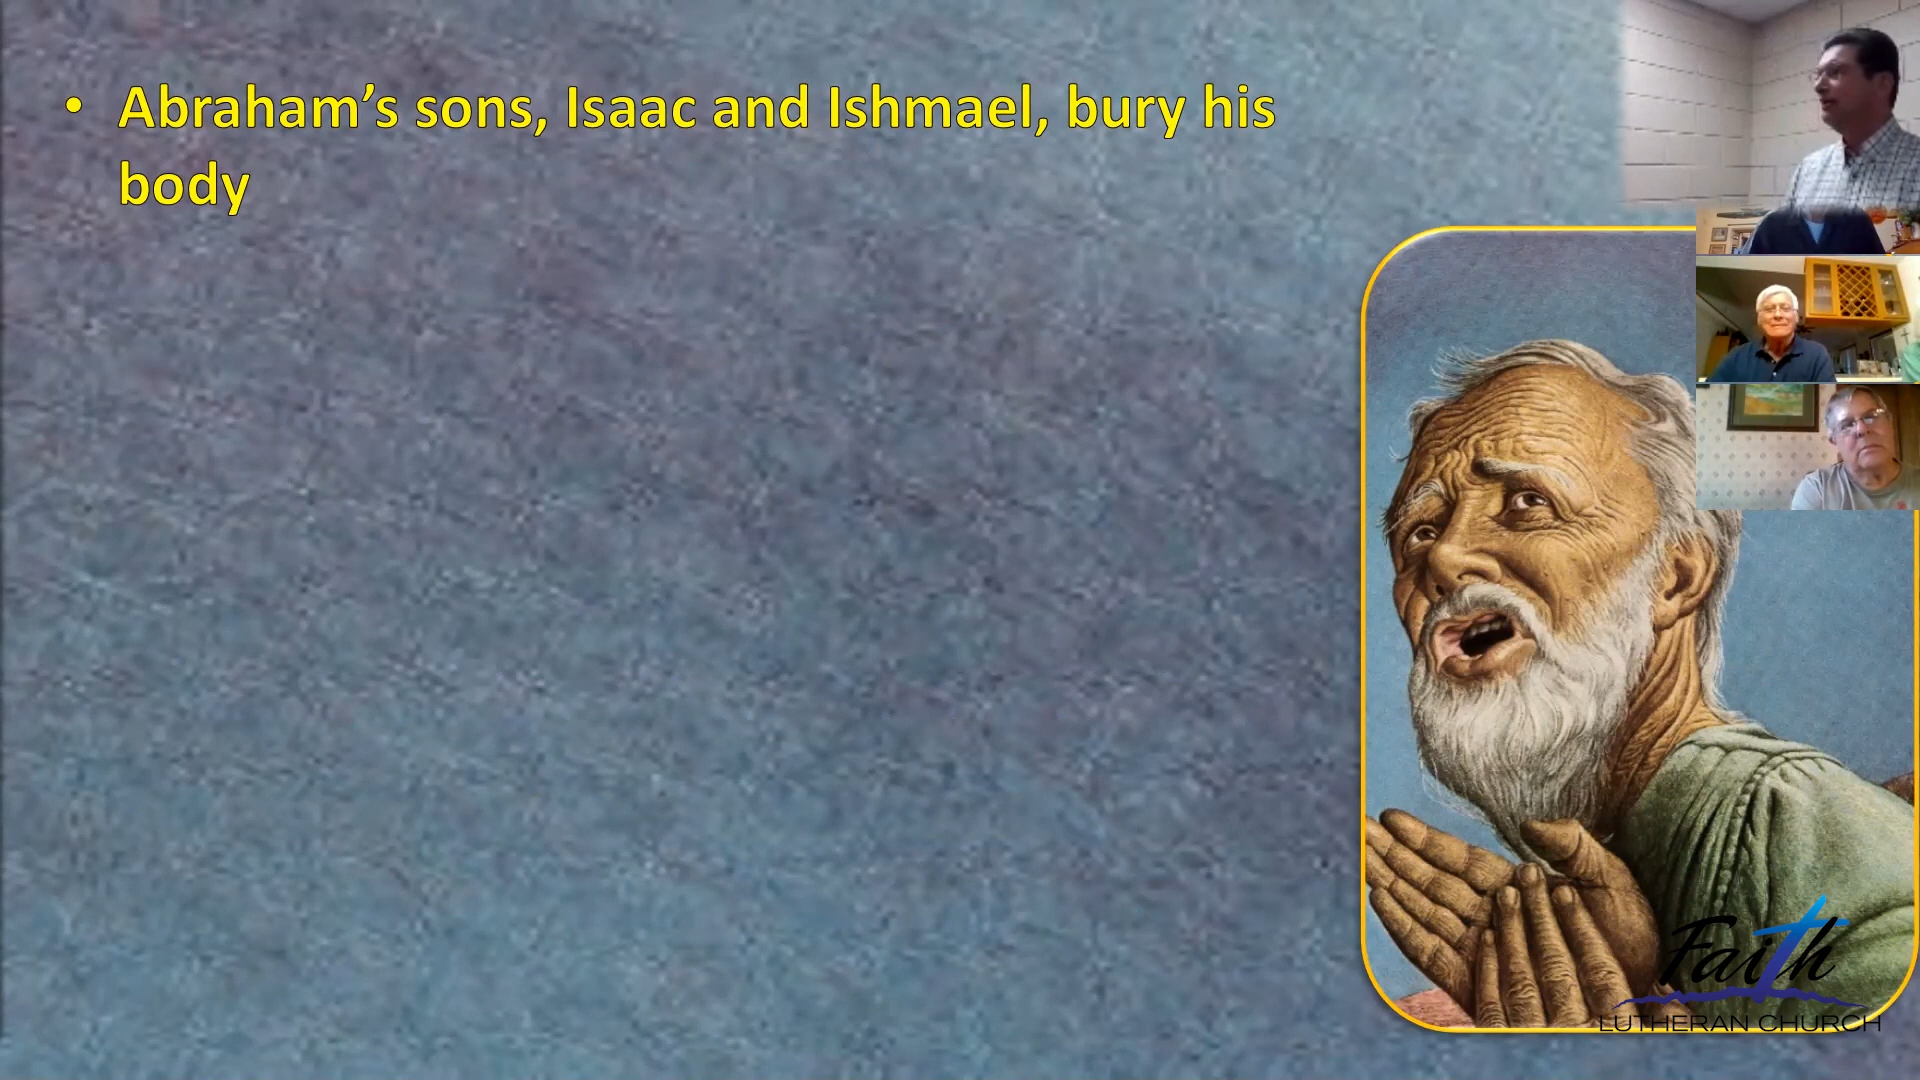 • Abraham’s sons, Isaac and Ishmael, bury his
body
Faith
LUTHERAN CHURCH